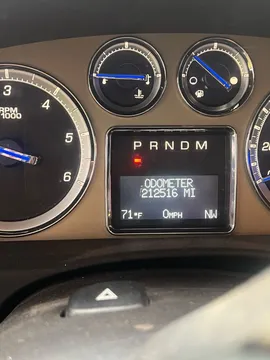 RPM
x1000
3
4
5
6
P R N D M
ODOMETER
212516 MI
71°F 0MPH NW